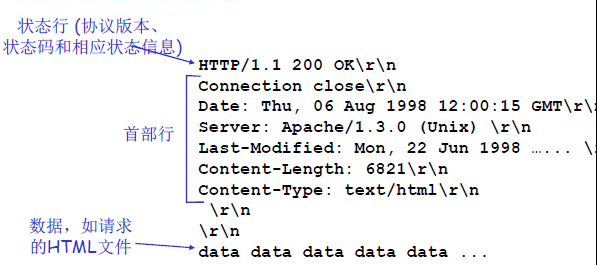 状态行 (协议版本、
状态码和相应状态信息)
HTTP/1.1 200 OK\r\n
Connection close\r\n
Date: Thu, 06 Aug 1998 12:00:15 GMT\r\n
Server: Apache/1.3.0 (Unix) \r\n
Last-Modified: Mon, 22 Jun 1998 …... \
首部行
Content-Length: 6821\r\n
Content-Type: text/html\r\n
\r\n
\r\n
数据，如请求
的HTML文件
data data data data data ...